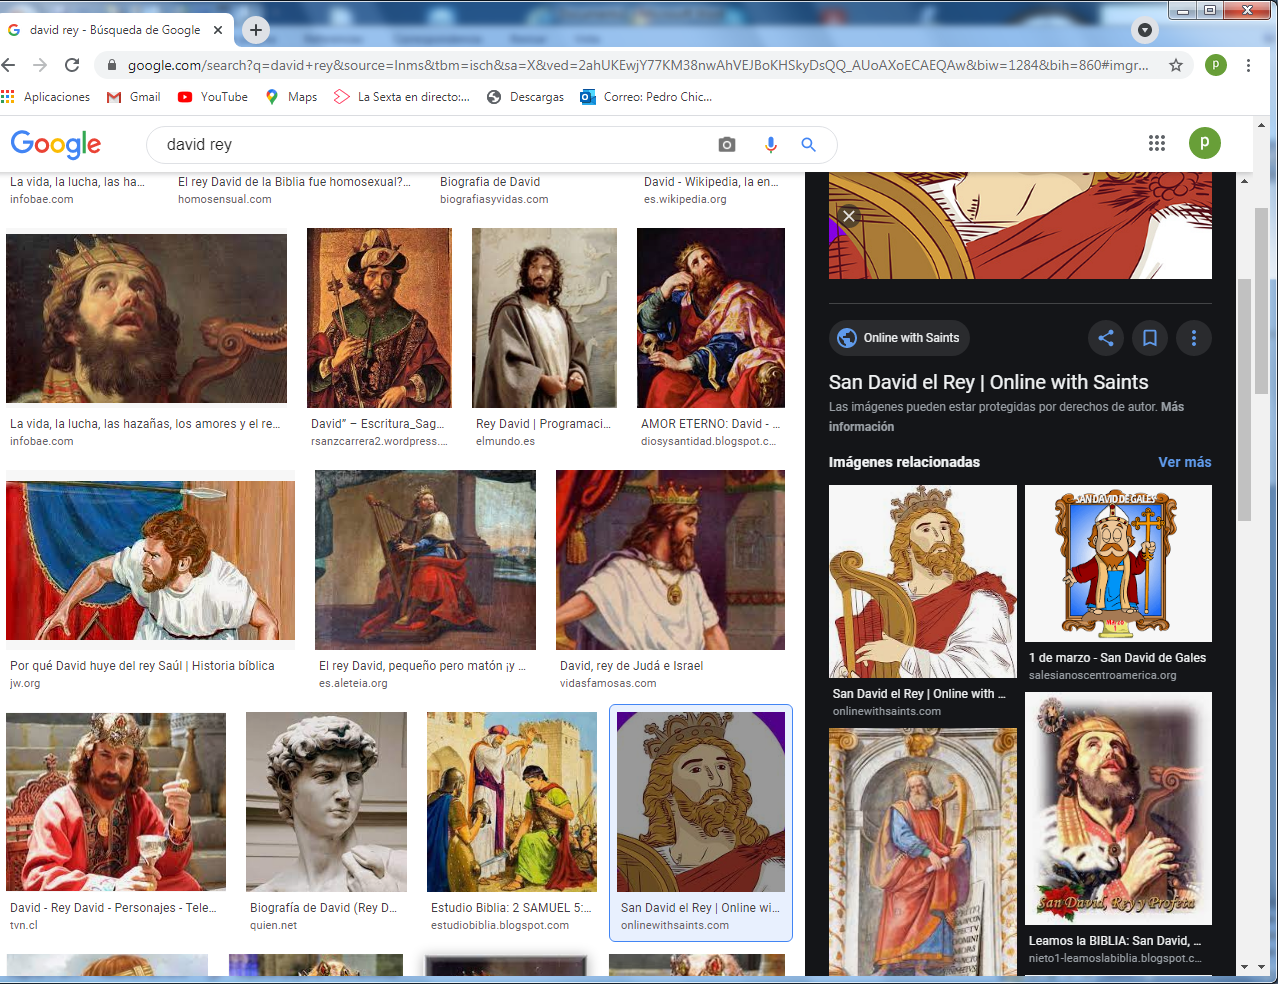 david rey - Búsqueda de Google
google.com/search?q=david+rey&source=lnms&tbm=isch&sa=X&ved=2ahUKEwjY77KM38nwAhVEJBoKHSkyDsQQ_AUoAXoECAEQAw&biw=1284&bih=860#imgr...
p
Aplicaciones
Gmail
YouTube
Maps
La Sexta en directo:...
Descargas
Correo: Pedro Chic...
Google
david rey
p
La vida, la lucha, las ha...
infobae.com
El rey David de la Biblia fue homosexual?...
homosensual.com
Biografia de David
biografiasyvidas.com
David - Wikipedia, la en...
es.wikipedia.org
La vida, la lucha, las hazañas, los amores y el re...
infobae.com
David" – Escritura_Sag...
rsanzcarrera2.wordpress....
Rey David | Programaci...
elmundo.es
AMOR ETERNO: David - ...
diosysantidad.blogspot.c...
Por qué David huye del rey Saúl | Historia bíblica
jw.org
El rey David, pequeño pero matón ¡y ...
es.aleteia.org
David, rey de Judá e Israel
vidasfamosas.com
David - Rey David - Personajes - Tele...
tvn.cl
Biografía de David (Rey D...
quien.net
Estudio Biblia: 2 SAMUEL 5:...
estudiobiblia.blogspot.com
San David el Rey | Online wi...
onlinewithsaints.com
Online with Saints
San David el Rey | Online with Saints
Las imágenes pueden estar protegidas por derechos de autor. Más
información
Imágenes relacionadas
Ver más
San David el Rey | Online with ...
onlinewithsaints.com
SAN DAVID DE GALES
Marzo
1
1 de marzo - San David de Gales
salesianoscentroamerica.org
San David, Rey y Profeta
Leamos la BIBLIA: San David, ...
nieto1-leamoslabiblia.blogspot.c...